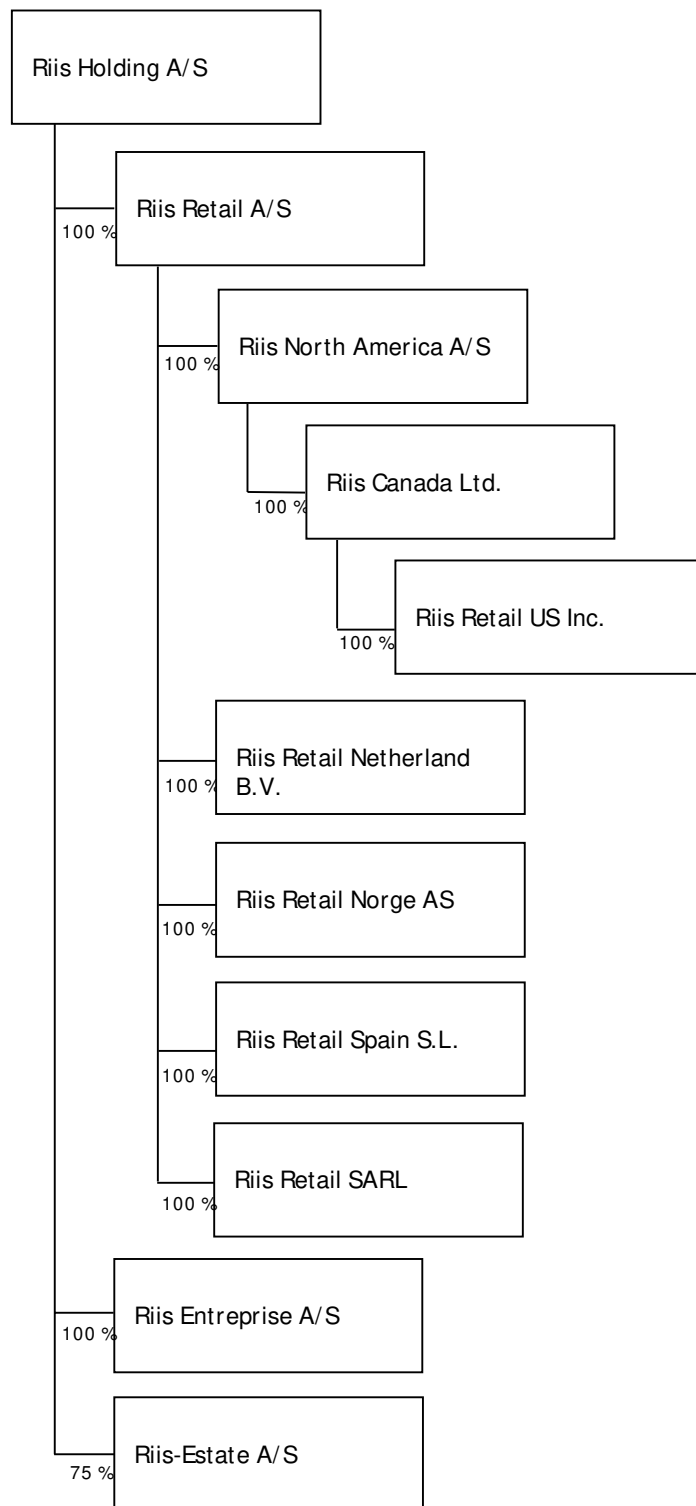 Riis Holding A/S
Riis Retail A/S
100 %
Riis North America A/S
100 %
Riis Canada Ltd.
100 %
Riis Retail US Inc.
100 %
Riis Retail Netherland
B.V.
100 %
Riis Retail Norge AS
100 %
Riis Retail Spain S.L.
100 %
Riis Retail SARL
100 %
Riis Entreprise A/S
100 %
Riis-Estate A/S
75 %